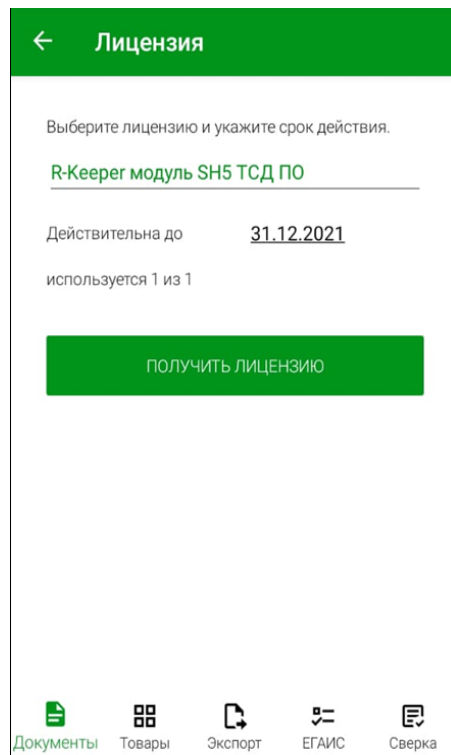 Лицензия
Выберите лицензию и укажите срок действия.
R-Keeper модуль SH5 ТСД ПО
Действительна до 31.12.2021
используется 1 из 1
ПОЛУЧИТЬ ЛИЦЕНЗИЮ
Документы Товары Экспорт ЕГАИС Сверка